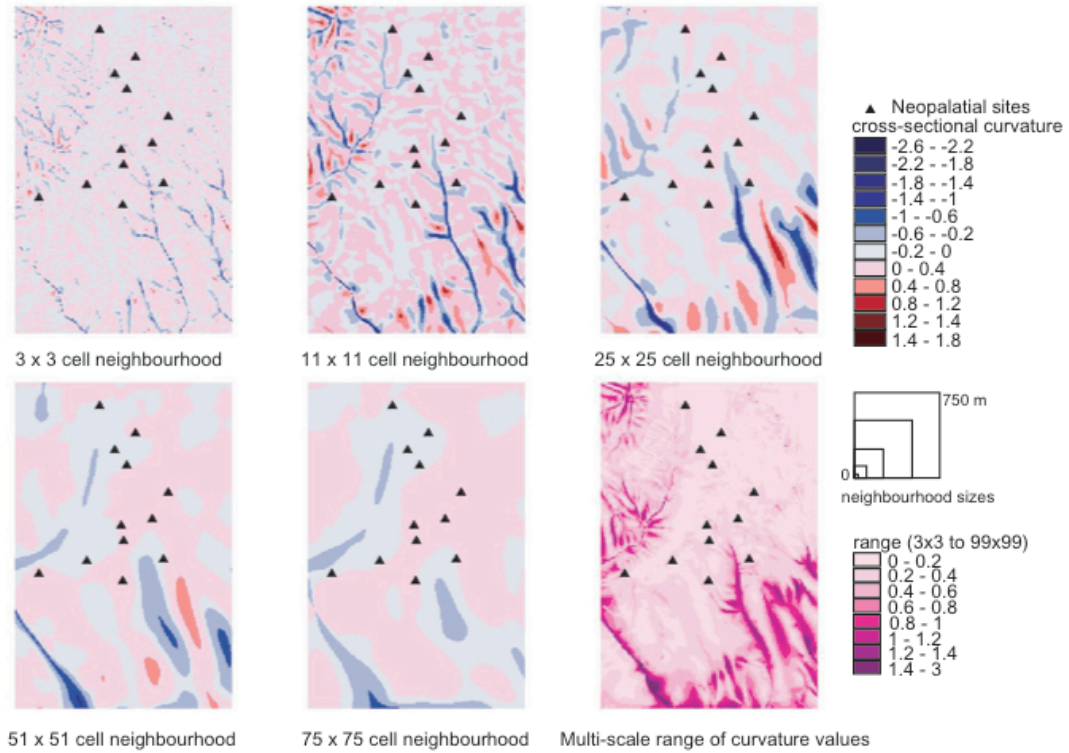 Neopalatial sites
cross-sectional curvature
-2.6 - -2.2
-2.2 - -1.8
-1.8 - -1.4
-1.4 - -1
-1 - -0.6
-0.6 - -0.2
-0.2 - 0
0 - 0.4
0.4 - 0.8
0.8 - 1.2
1.2 - 1.4
1.4 - 1.8
3 x 3 cell neighbourhood
11 x 11 cell neighbourhood
25 x 25 cell neighbourhood
750 m
0
neighbourhood sizes
range (3x3 to 99x99)
0 - 0.2
0.2 - 0.4
0.4 - 0.6
0.6 - 0.8
0.8 - 1
1 - 1.2
1.2 - 1.4
1.4 - 3
51 x 51 cell neighbourhood
75 x 75 cell neighbourhood
Multi-scale range of curvature values